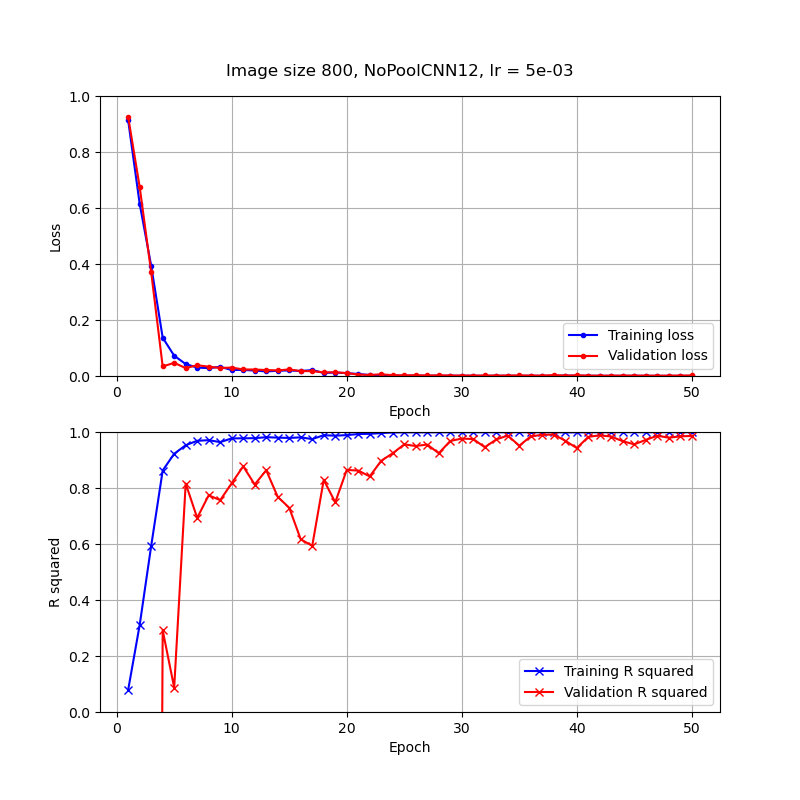 Image size 800, NoPoolCNN12, lr = 5e-03
1.0
0.8
0.6
0.4
0.2
0.0
Loss
Training loss
Validation loss
0 10 20 30 40 50
Epoch
1.0
0.8
0.6
0.4
0.2
0.0
R squared
Training R squared
Validation R squared
0 10 20 30 40 50
Epoch